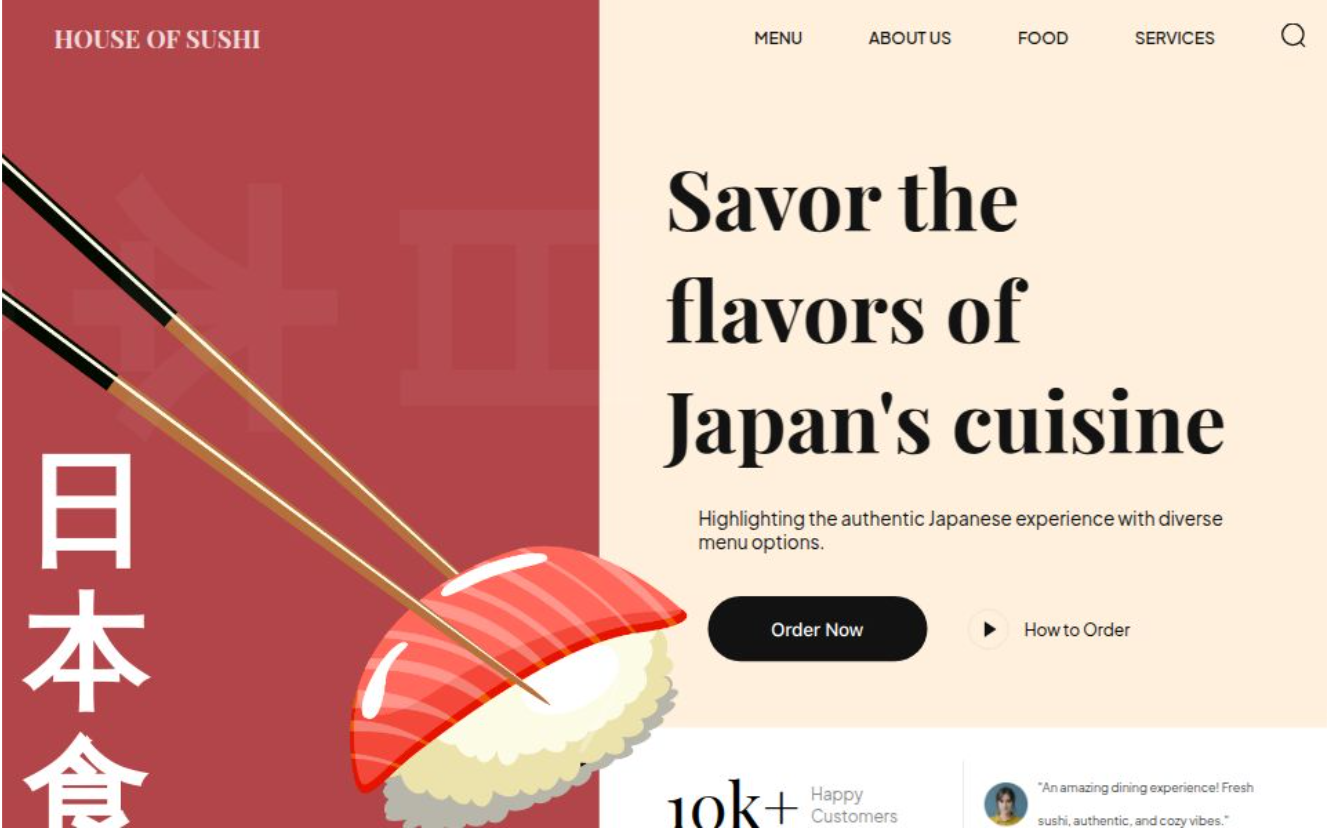 HOUSE OF SUSHI
MENU ABOUT US FOOD SERVICES
Savor the
flavors of
Japan's cuisine
Highlighting the authentic Japanese experience with diverse
menu options.
Order Now
How to Order
日
本
食
10k+
Happy
Customers
"An amazing dining experience! Fresh
sushi, authentic, and cozy vibes."